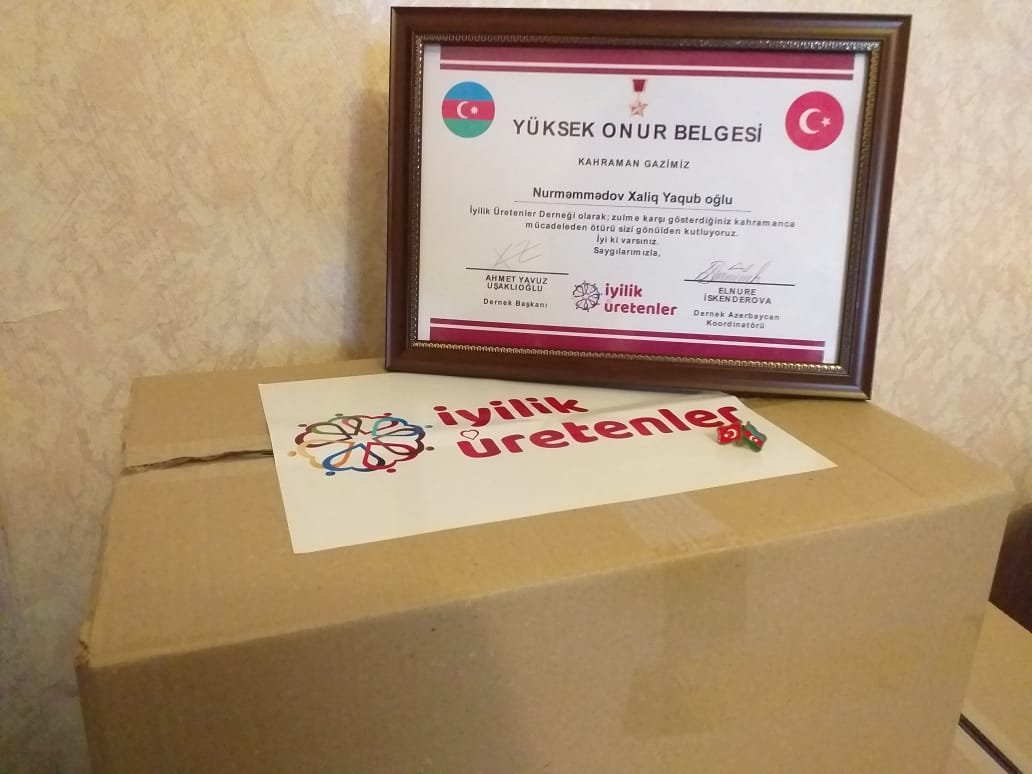 YÜKSEK ONUR BELGESİ
KAHRAMAN GAZİMİZ
Nurməmmədov Xaliq Yaqub oğlu
İyilik Üretenler Derneği olarak; zulme karşı gösterdiğiniz kahramanca
mücadeleden ötürü sizi gönülden kutluyoruz.
İyi ki varsınız.
Saygılarımızla,
AHMET YAVUZ
UŞAKLIOĞLU
Dernek Başkanı
iyilik
üretenler
ELNURE
İSKENDEROVA
Dernek Azerbaycan
Koordinatörü
iyilik
üretenler